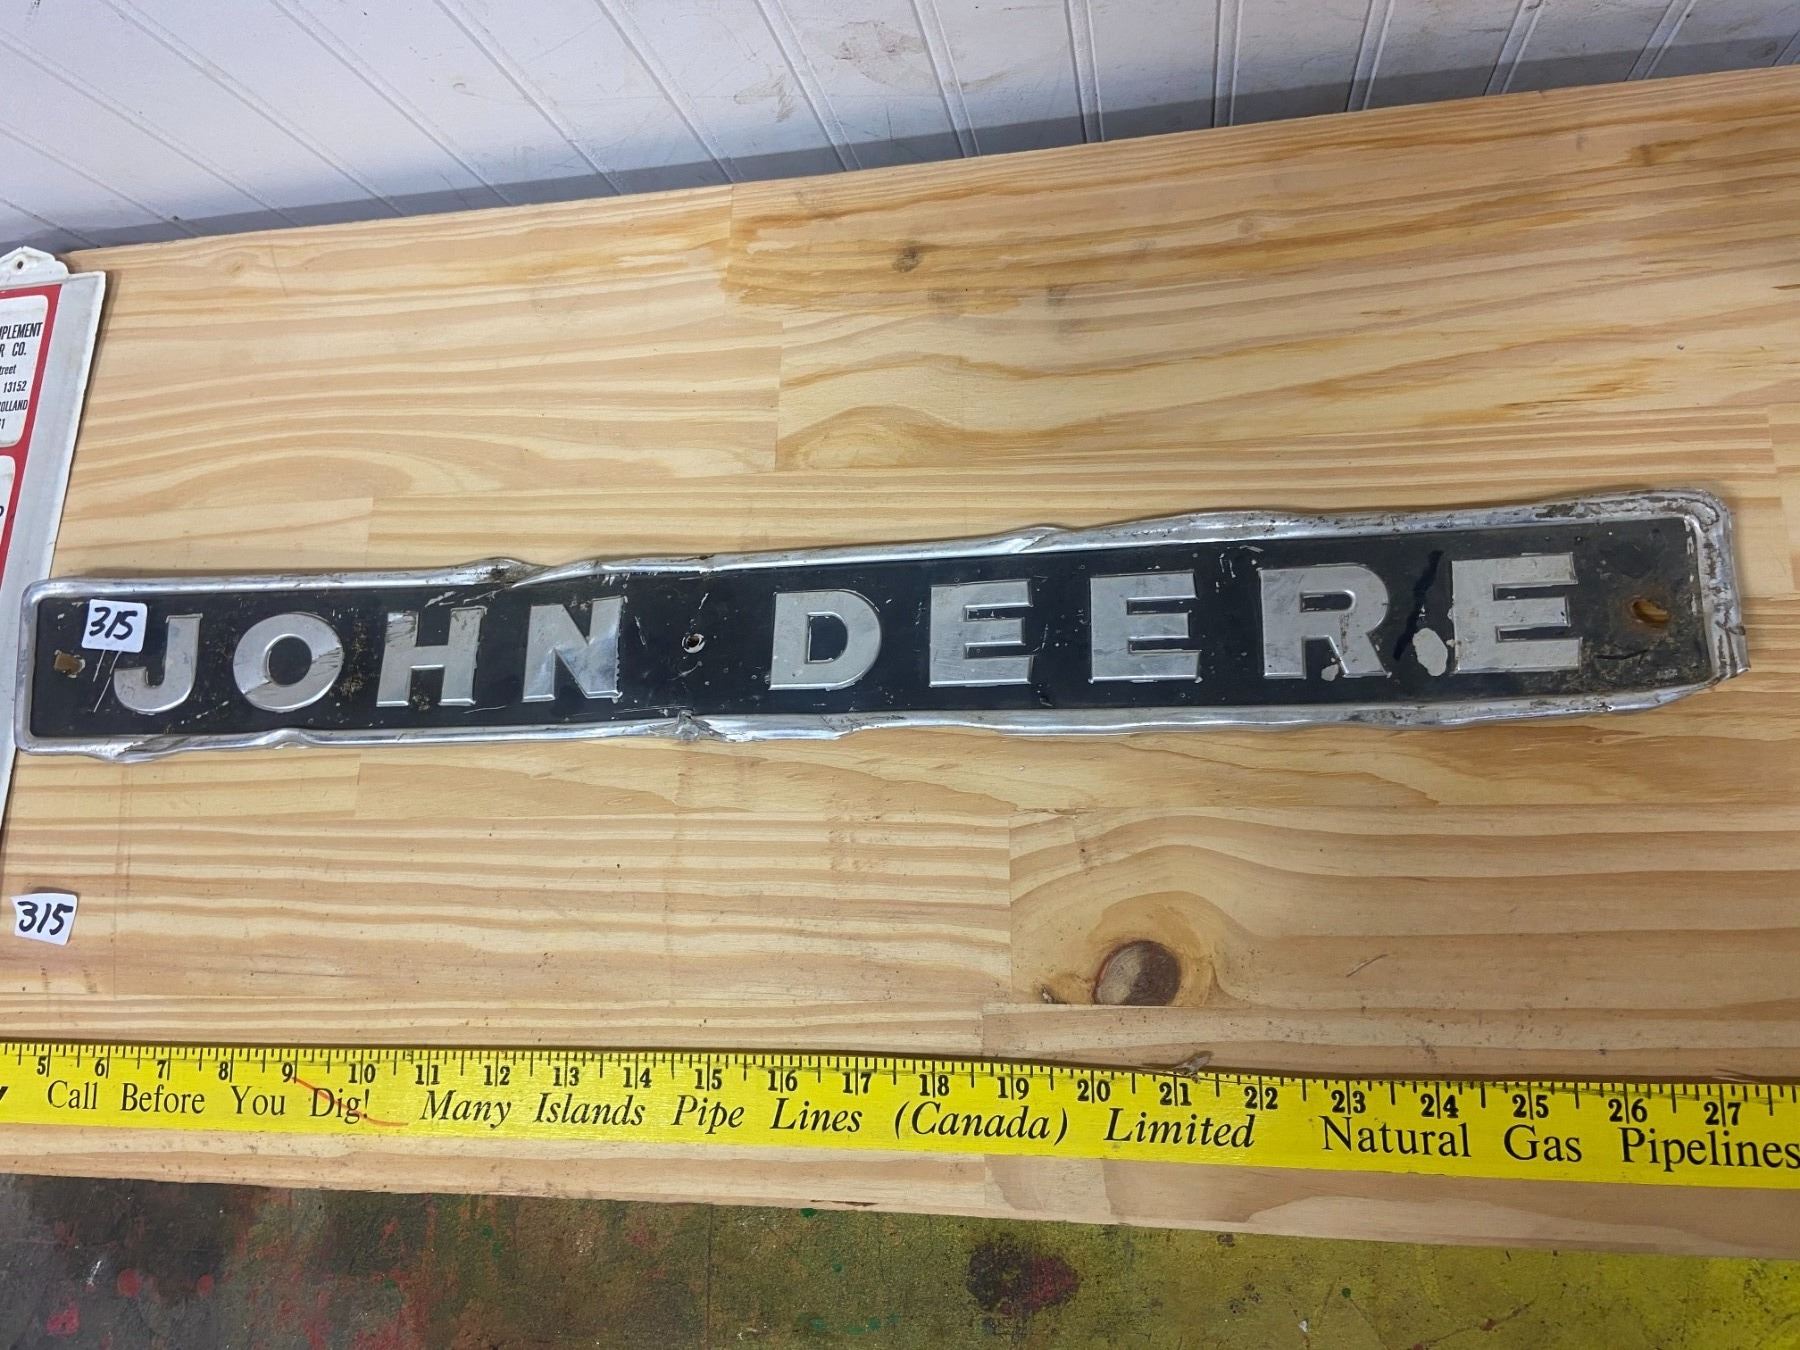 MPLEMENT
R CO.
treet
13152
OLLAND
315
JOHN DEERE
315
5 6 7 8 9 10 11 12 13 14 15 16 17 18 19 20 21 22 23 24 25 26 27
Call Before You Dig! Many Islands Pipe Lines (Canada) Limited Natural Gas Pipelines